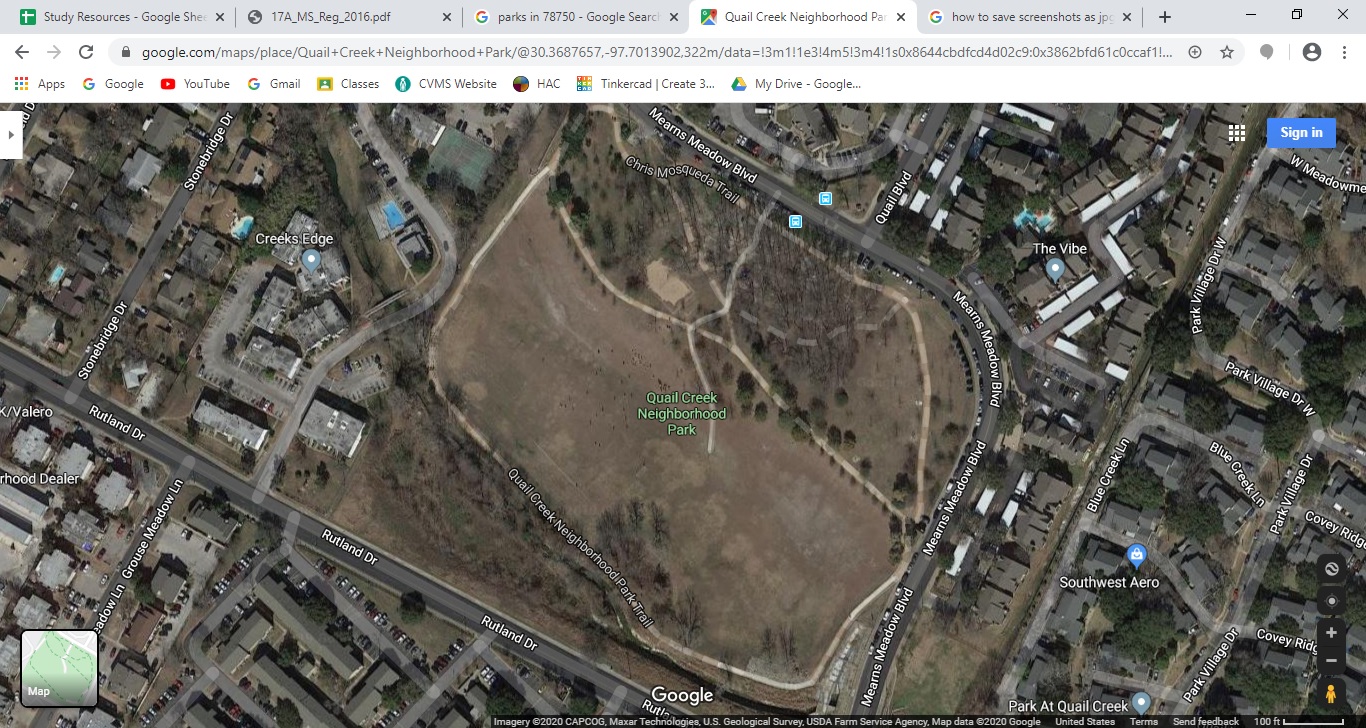 Study Resources - Google Shee
17A_MS_Reg_2016.pdf
parks in 78750 - Google Search
Quail Creek Neighborhood Par
how to save screenshots as jpg
google.com/maps/place/Quail+Creek+Neighborhood+Park/@30.3687657,-97.7013902,322m/data=!3m1!1e3!4m5!3m4!1s0x8644cbdfcd4d02c9:0x3862bfd61c0ccaf1!...
Apps
Google
YouTube
Gmail
Classes
CVMS Website
HAC
Tinkercad | Create 3...
My Drive - Google...
Sign in
Stonebridge Dr
Mearns Meadow Blvd
Chris Mosqueda Trail
Quail Blvd
W Meadowme
Creeks Edge
The Vibe
Park Village Dr W
Stonebridge Dr
Mearns Meadow Blvd
Park Village Dr W
K/Valero
Rutland Dr
Quail Creek
Neighborhood
Park
Blue Creek Ln
Blue Creek Ln
Park Village Dr
rhood Dealer
Grouse Meadow Ln
Quail Creek Neighborhood Park Trail
Mearns Meadow Blvd
Covey Ridge
Rutland Dr
Southwest Aero
eadow Ln
Rutland Dr
Mearns Meadow Blvd
Covey Ridg
Park Village Dr
Map
Google
Park At Quail Creek
Rutla
Imagery ©2020 CAPCOG, Maxar Technologies, U.S. Geological Survey, USDA Farm Service Agency, Map data ©2020 Google
United States
Terms
Send feedback
100 ft